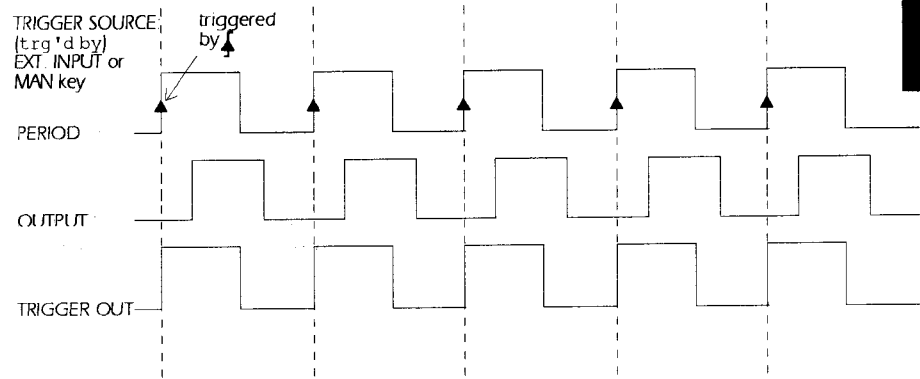 TRIGGER SOURCE:
(trg'd by)
EXT. INPUT or
MAN key
triggered
by
PERIOD
OUTPUT
TRIGGER OUT